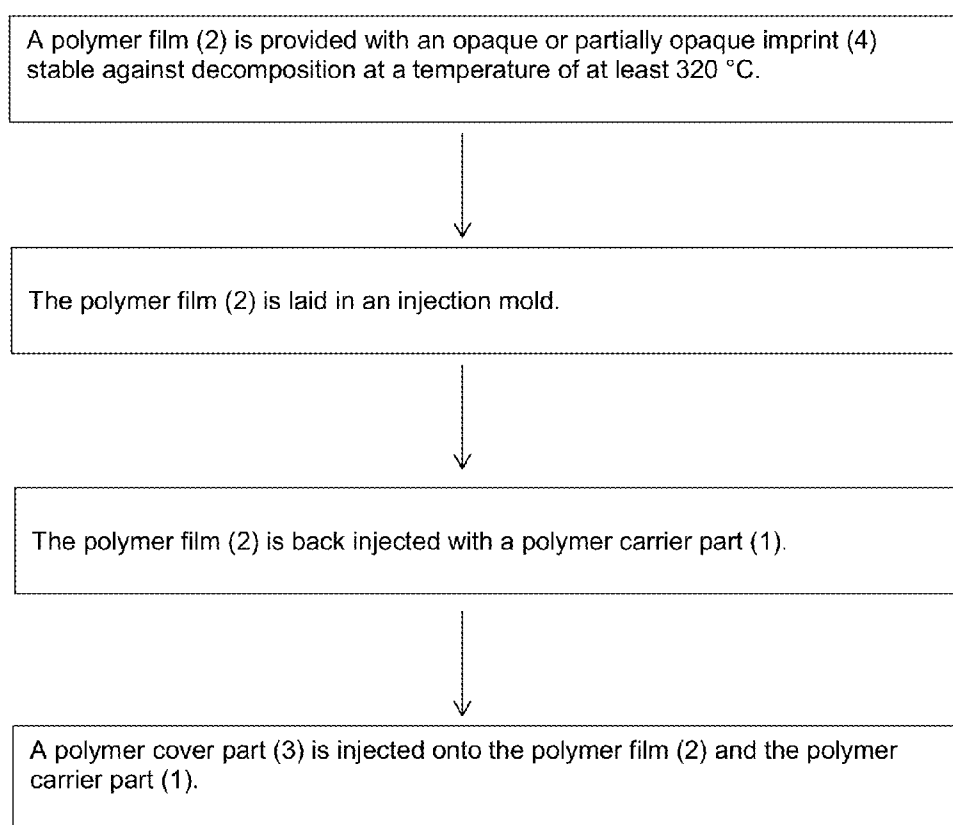 A polymer film (2) is provided with an opaque or partially opaque imprint (4)
stable against decomposition at a temperature of at least 320 °C.
The polymer film (2) is laid in an injection mold.
The polymer film (2) is back injected with a polymer carrier part (1).
A polymer cover part (3) is injected onto the polymer film (2) and the polymer
carrier part (1).